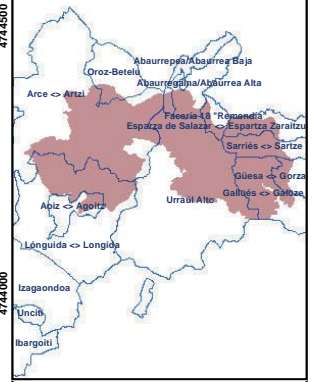 4744500
Abaurrepea/Abaurrea Baja
Oroz-Betelu
Abaurregaina/Abaurrea Alta
Arce <> Artzi
Facería 18 "Remendía"
Esparza de Salazar <> Espartza Zaraitzu
Sarriés <> Sartze
Güesa <> Gorza
Gallués <> Galoze
Urraúl Alto
Aoiz <> Agoitz
Lónguida <> Longida
4744000
Izagaondoa
Unciti
Ibargoiti